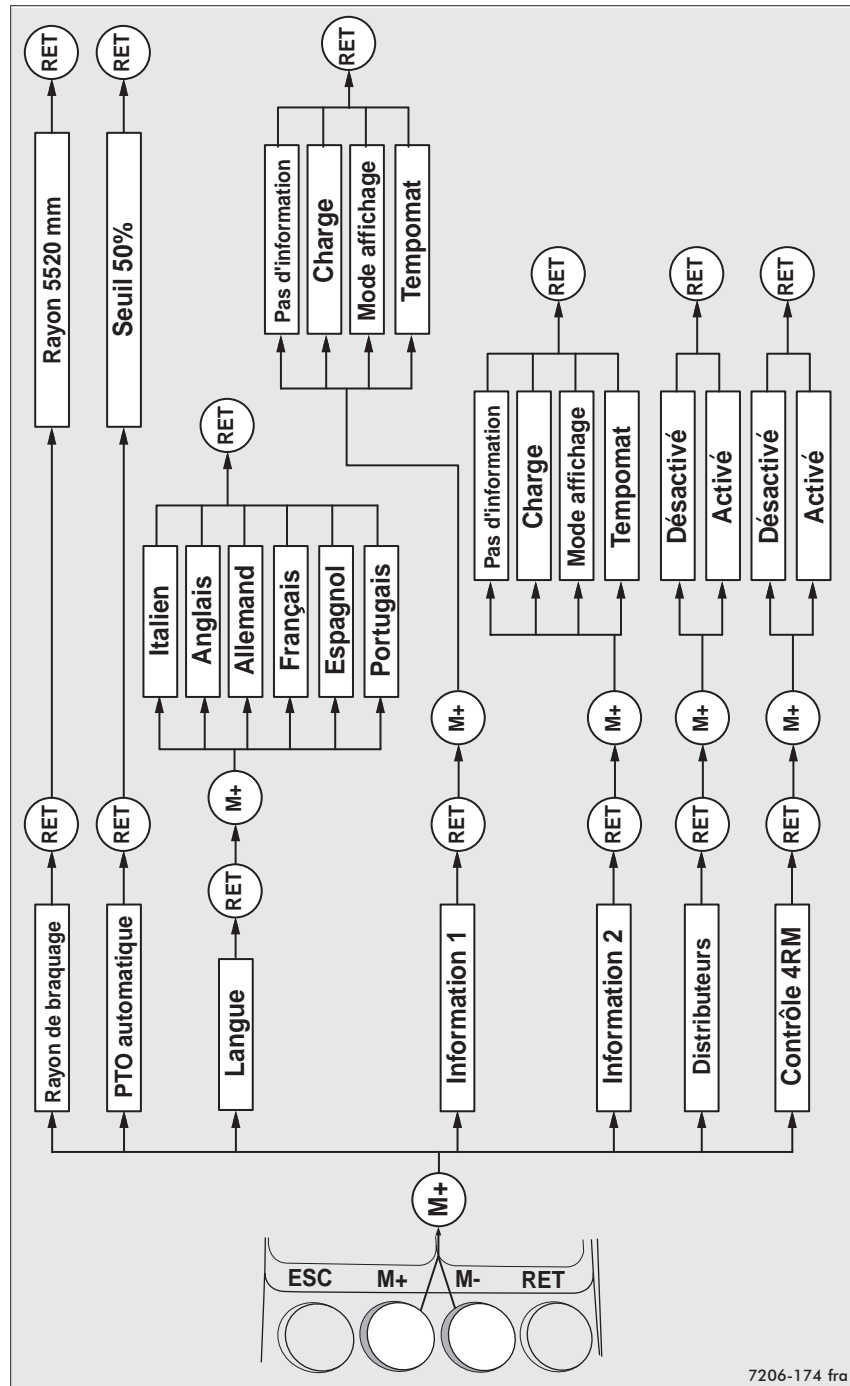 RET
RET
RET
Rayon 5520 mm
Seuil 50%
Pas d'information
Charge
Mode affichage
Tempomat
RET
RET
RET
RET
Pas d'information
Charge
Mode affichage
Tempomat
Désactivé
Activé
Désactivé
Activé
Italien
Anglais
Allemand
Français
Espagnol
Portugais
M+
M+
M+
M+
M+
RET
RET
RET
RET
RET
RET
RET
Rayon de braquage
PTO automatique
Langue
Information 1
Information 2
Distributeurs
Contrôle 4RM
M+
ESC M+ M- RET
7206-174 fra